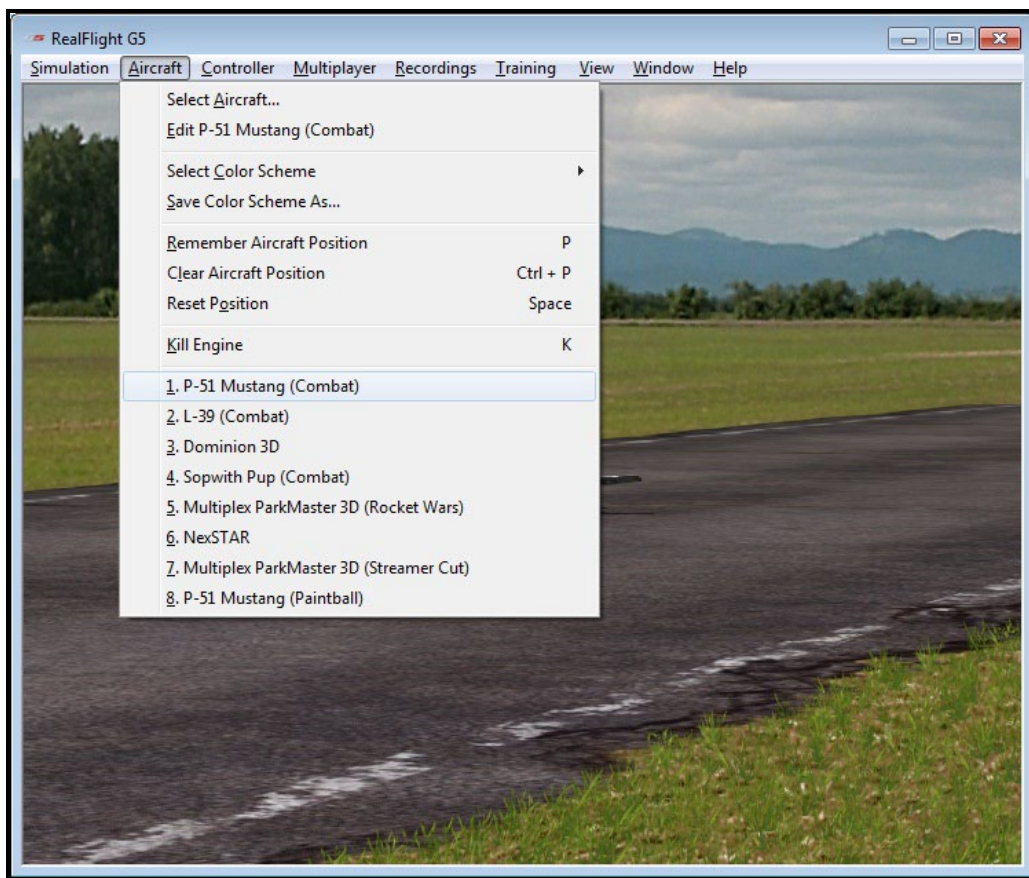 RealFlight G5
Simulation Aircraft Controller Multiplayer Recordings Training View Window Help
Select Aircraft...
Edit P-51 Mustang (Combat)
Select Color Scheme
Save Color Scheme As...
Remember Aircraft Position P
Clear Aircraft Position Ctrl + P
Reset Position Space
Kill Engine K
1. P-51 Mustang (Combat)
2. L-39 (Combat)
3. Dominion 3D
4. Sopwith Pup (Combat)
5. Multiplex ParkMaster 3D (Rocket Wars)
6. NexSTAR
7. Multiplex ParkMaster 3D (Streamer Cut)
8. P-51 Mustang (Paintball)